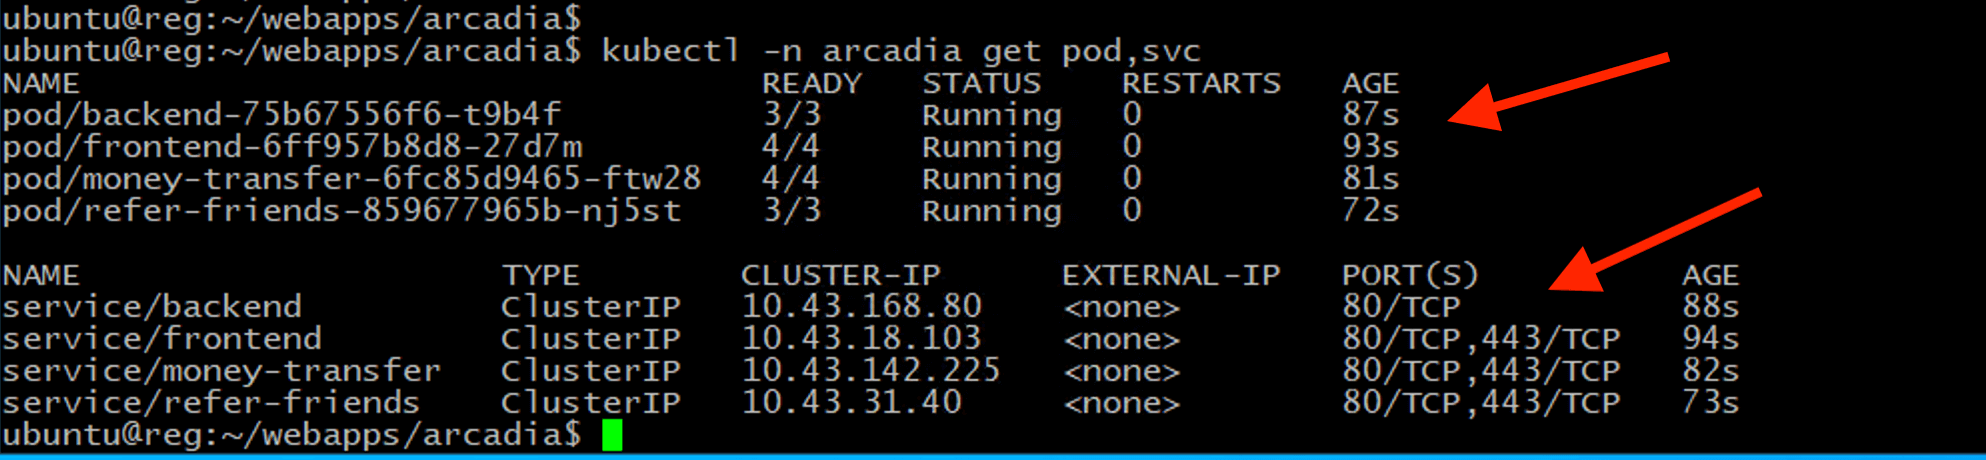 ubuntu@reg:~/webapps/arcadia$
ubuntu@reg:~/webapps/arcadia$ kubectl -n arcadia get pod,svc
NAME READY STATUS RESTARTS AGE
pod/backend-75b67556f6-t9b4f 3/3 Running 0 87s
pod/frontend-6ff957b8d8-27d7m 4/4 Running 0 93s
pod/money-transfer-6fc85d9465-ftw28 4/4 Running 0 81s
pod/refer-friends-859677965b-nj5st 3/3 Running 0 72s
NAME TYPE CLUSTER-IP EXTERNAL-IP PORT(S) AGE
service/backend ClusterIP 10.43.168.80 <none> 80/TCP 88s
service/frontend ClusterIP 10.43.18.103 <none> 80/TCP,443/TCP 94s
service/money-transfer ClusterIP 10.43.142.225 <none> 80/TCP,443/TCP 82s
service/refer-friends ClusterIP 10.43.31.40 <none> 80/TCP,443/TCP 73s
ubuntu@reg:~/webapps/arcadia$